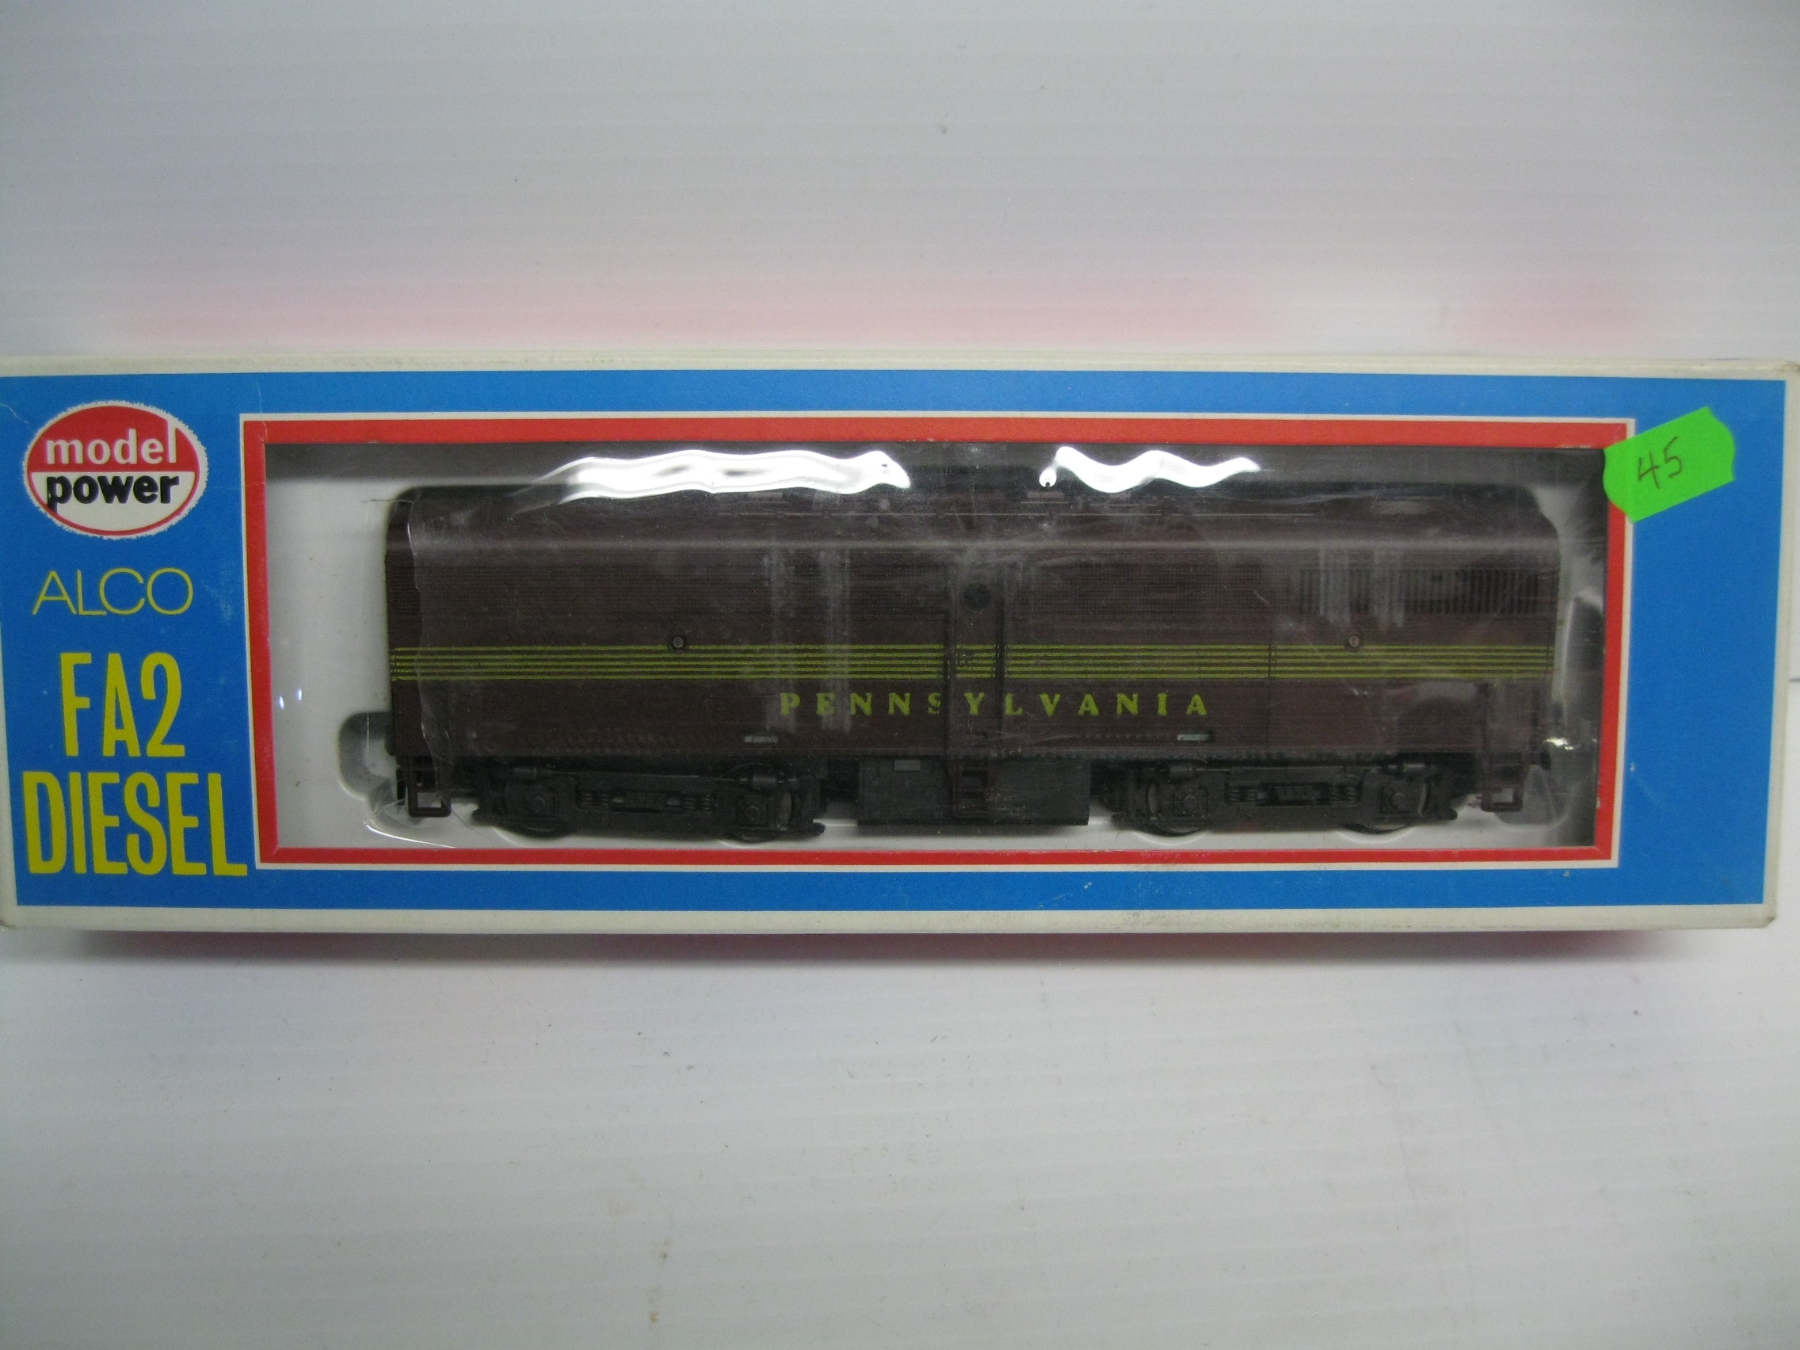 model
power
ALCO
FA2
DIESEL
PENNSYLVANIA
45